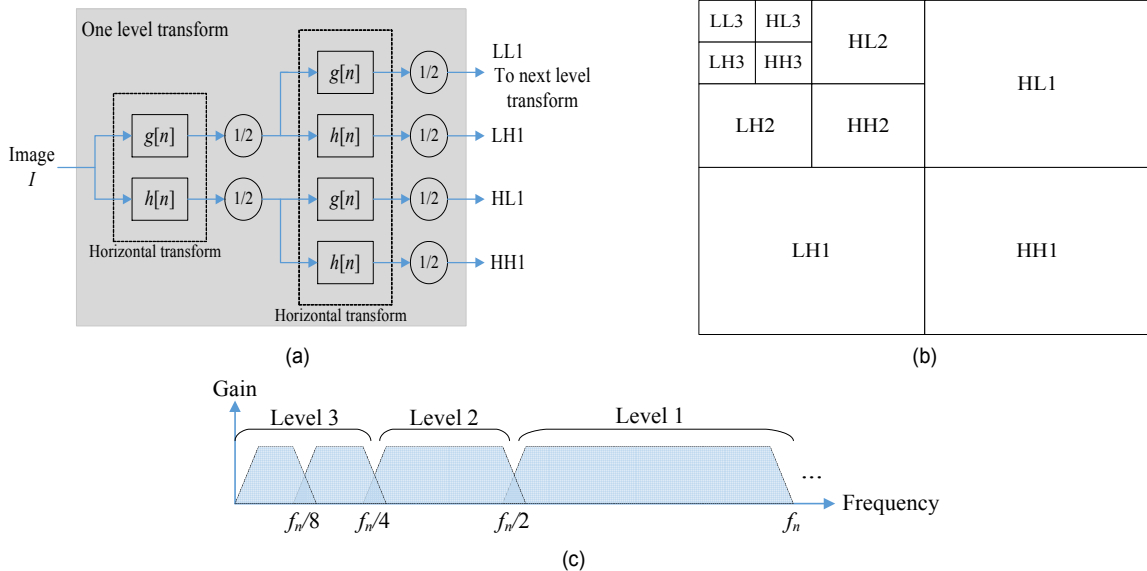 One level transform
Image
I
g[n]
h[n]
Horizontal transform
1/2
1/2
g[n]
h[n]
g[n]
h[n]
Horizontal transform
1/2
1/2
1/2
1/2
LL1
To next level
transform
LH1
HL1
HH1
(a)
LL3
HL3
LH3
HH3
HL2
LH2
HH2
HL1
LH1
HH1
(b)
Gain
Level 3
Level 2
Level 1
...
Frequency
fn/8
fn/4
fn/2
fn
(c)